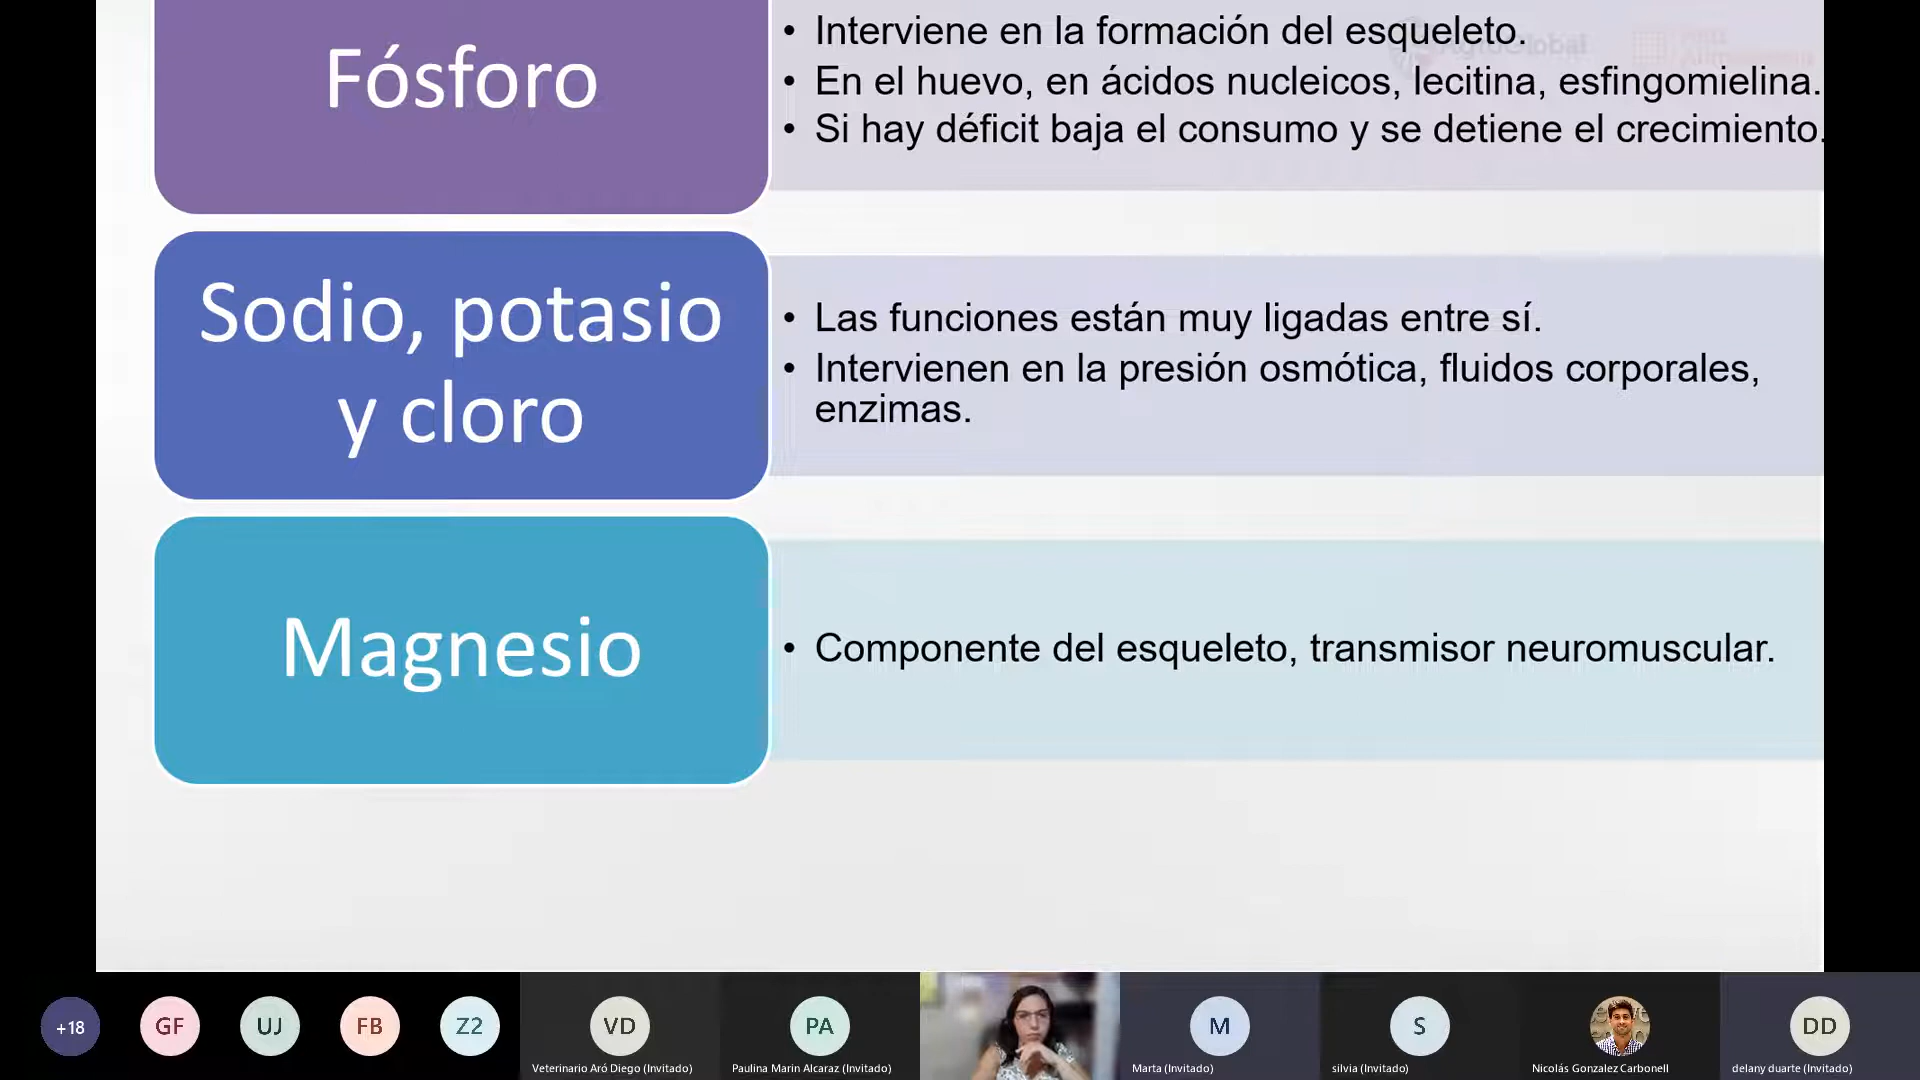 Fósforo
• Interviene en la formación del esqueleto.
• En el huevo, en ácidos nucleicos, lecitina, esfingomielina.
• Si hay déficit baja el consumo y se detiene el crecimiento.
AgroGlobal
Sodio, potasio
y cloro
• Las funciones están muy ligadas entre sí.
• Intervienen en la presión osmótica, fluidos corporales,
enzimas.
Magnesio
• Componente del esqueleto, transmisor neuromuscular.
+18
GF
UJ
FB
Z2
VD
PA
M
S
DD
Veterinario Aró Diego (Invitado)
Paulina Marin Alcaraz (Invitado)
Marta (Invitado)
silvia (Invitado)
Nicolás Gonzalez Carbonell
delany duarte (Invitado)